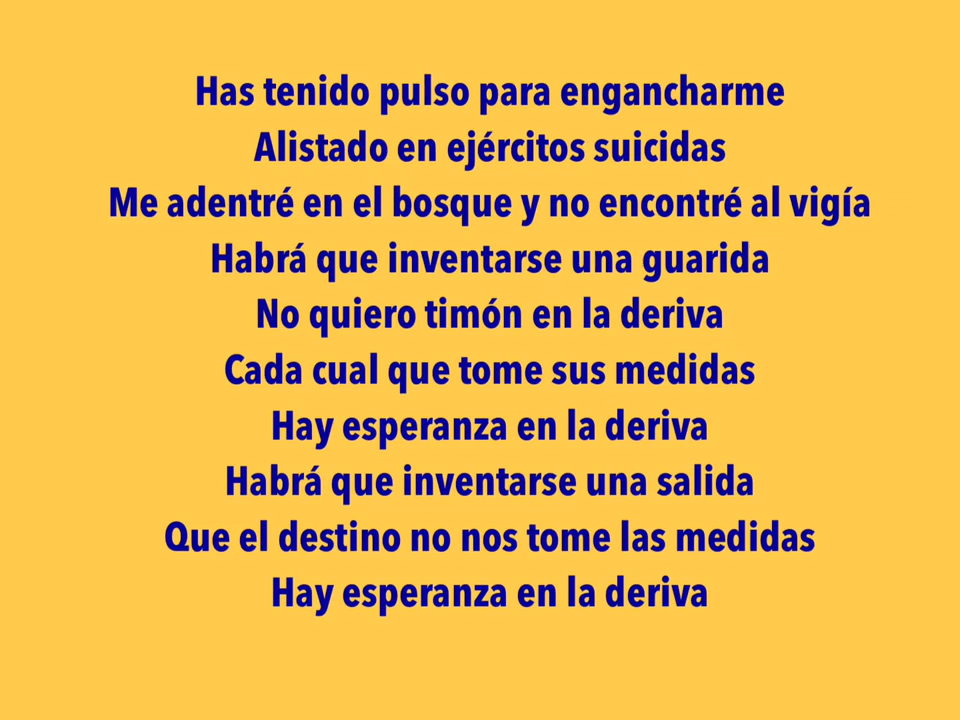 Has tenido pulso para engancharme
Alistado en ejércitos suicidas
Me adentré en el bosque y no encontré al vigía
Habrá que inventarse una guarida
No quiero timón en la deriva
Cada cual que tome sus medidas
Hay esperanza en la deriva
Habrá que inventarse una salida
Que el destino no nos tome las medidas
Hay esperanza en la deriva